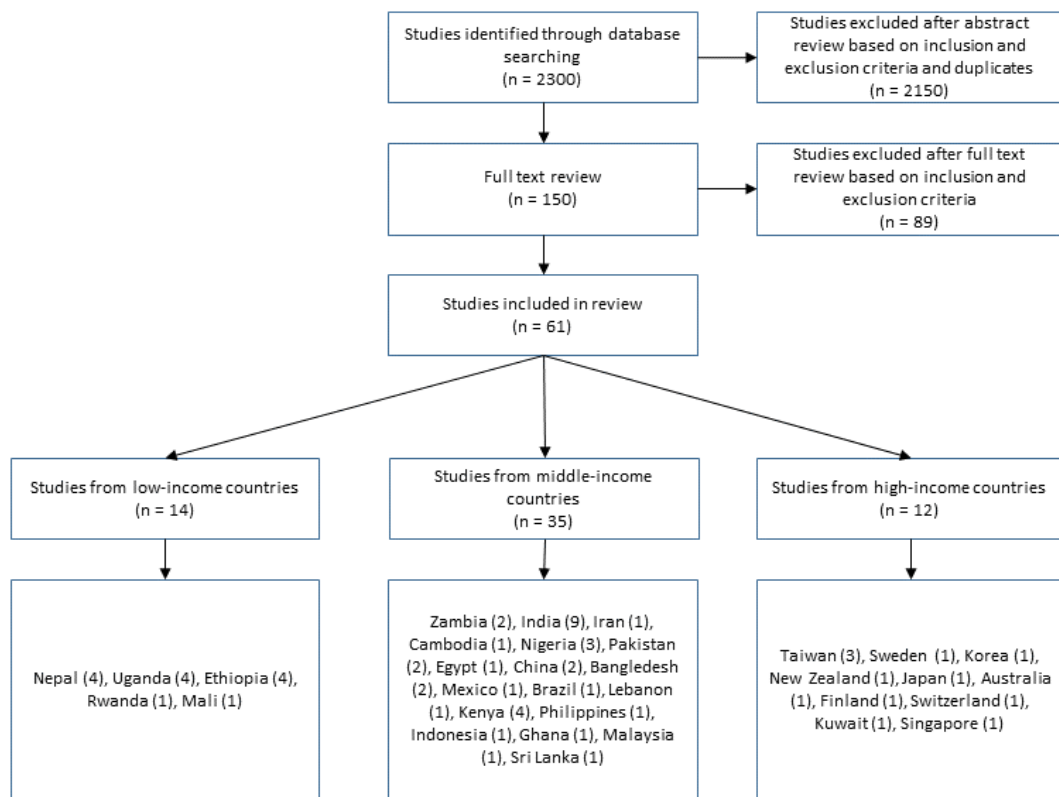 Studies identified through database
searching
(n = 2300)
Studies excluded after abstract
review based on inclusion and
exclusion criteria and duplicates
(n = 2150)
Full text review
(n = 150)
Studies excluded after full text
review based on inclusion and
exclusion criteria
(n = 89)
Studies included in review
(n = 61)
Studies from low-income countries
(n = 14)
Studies from middle-income
countries
(n = 35)
Studies from high-income countries
(n = 12)
Nepal (4), Uganda (4), Ethiopia (4),
Rwanda (1), Mali (1)
Zambia (2), India (9), Iran (1),
Cambodia (1), Nigeria (3), Pakistan
(2), Egypt (1), China (2), Bangledesh
(2), Mexico (1), Brazil (1), Lebanon
(1), Kenya (4), Philippines (1),
Indonesia (1), Ghana (1), Malaysia
(1), Sri Lanka (1)
Taiwan (3), Sweden (1), Korea (1),
New Zealand (1), Japan (1), Australia
(1), Finland (1), Switzerland (1),
Kuwait (1), Singapore (1)